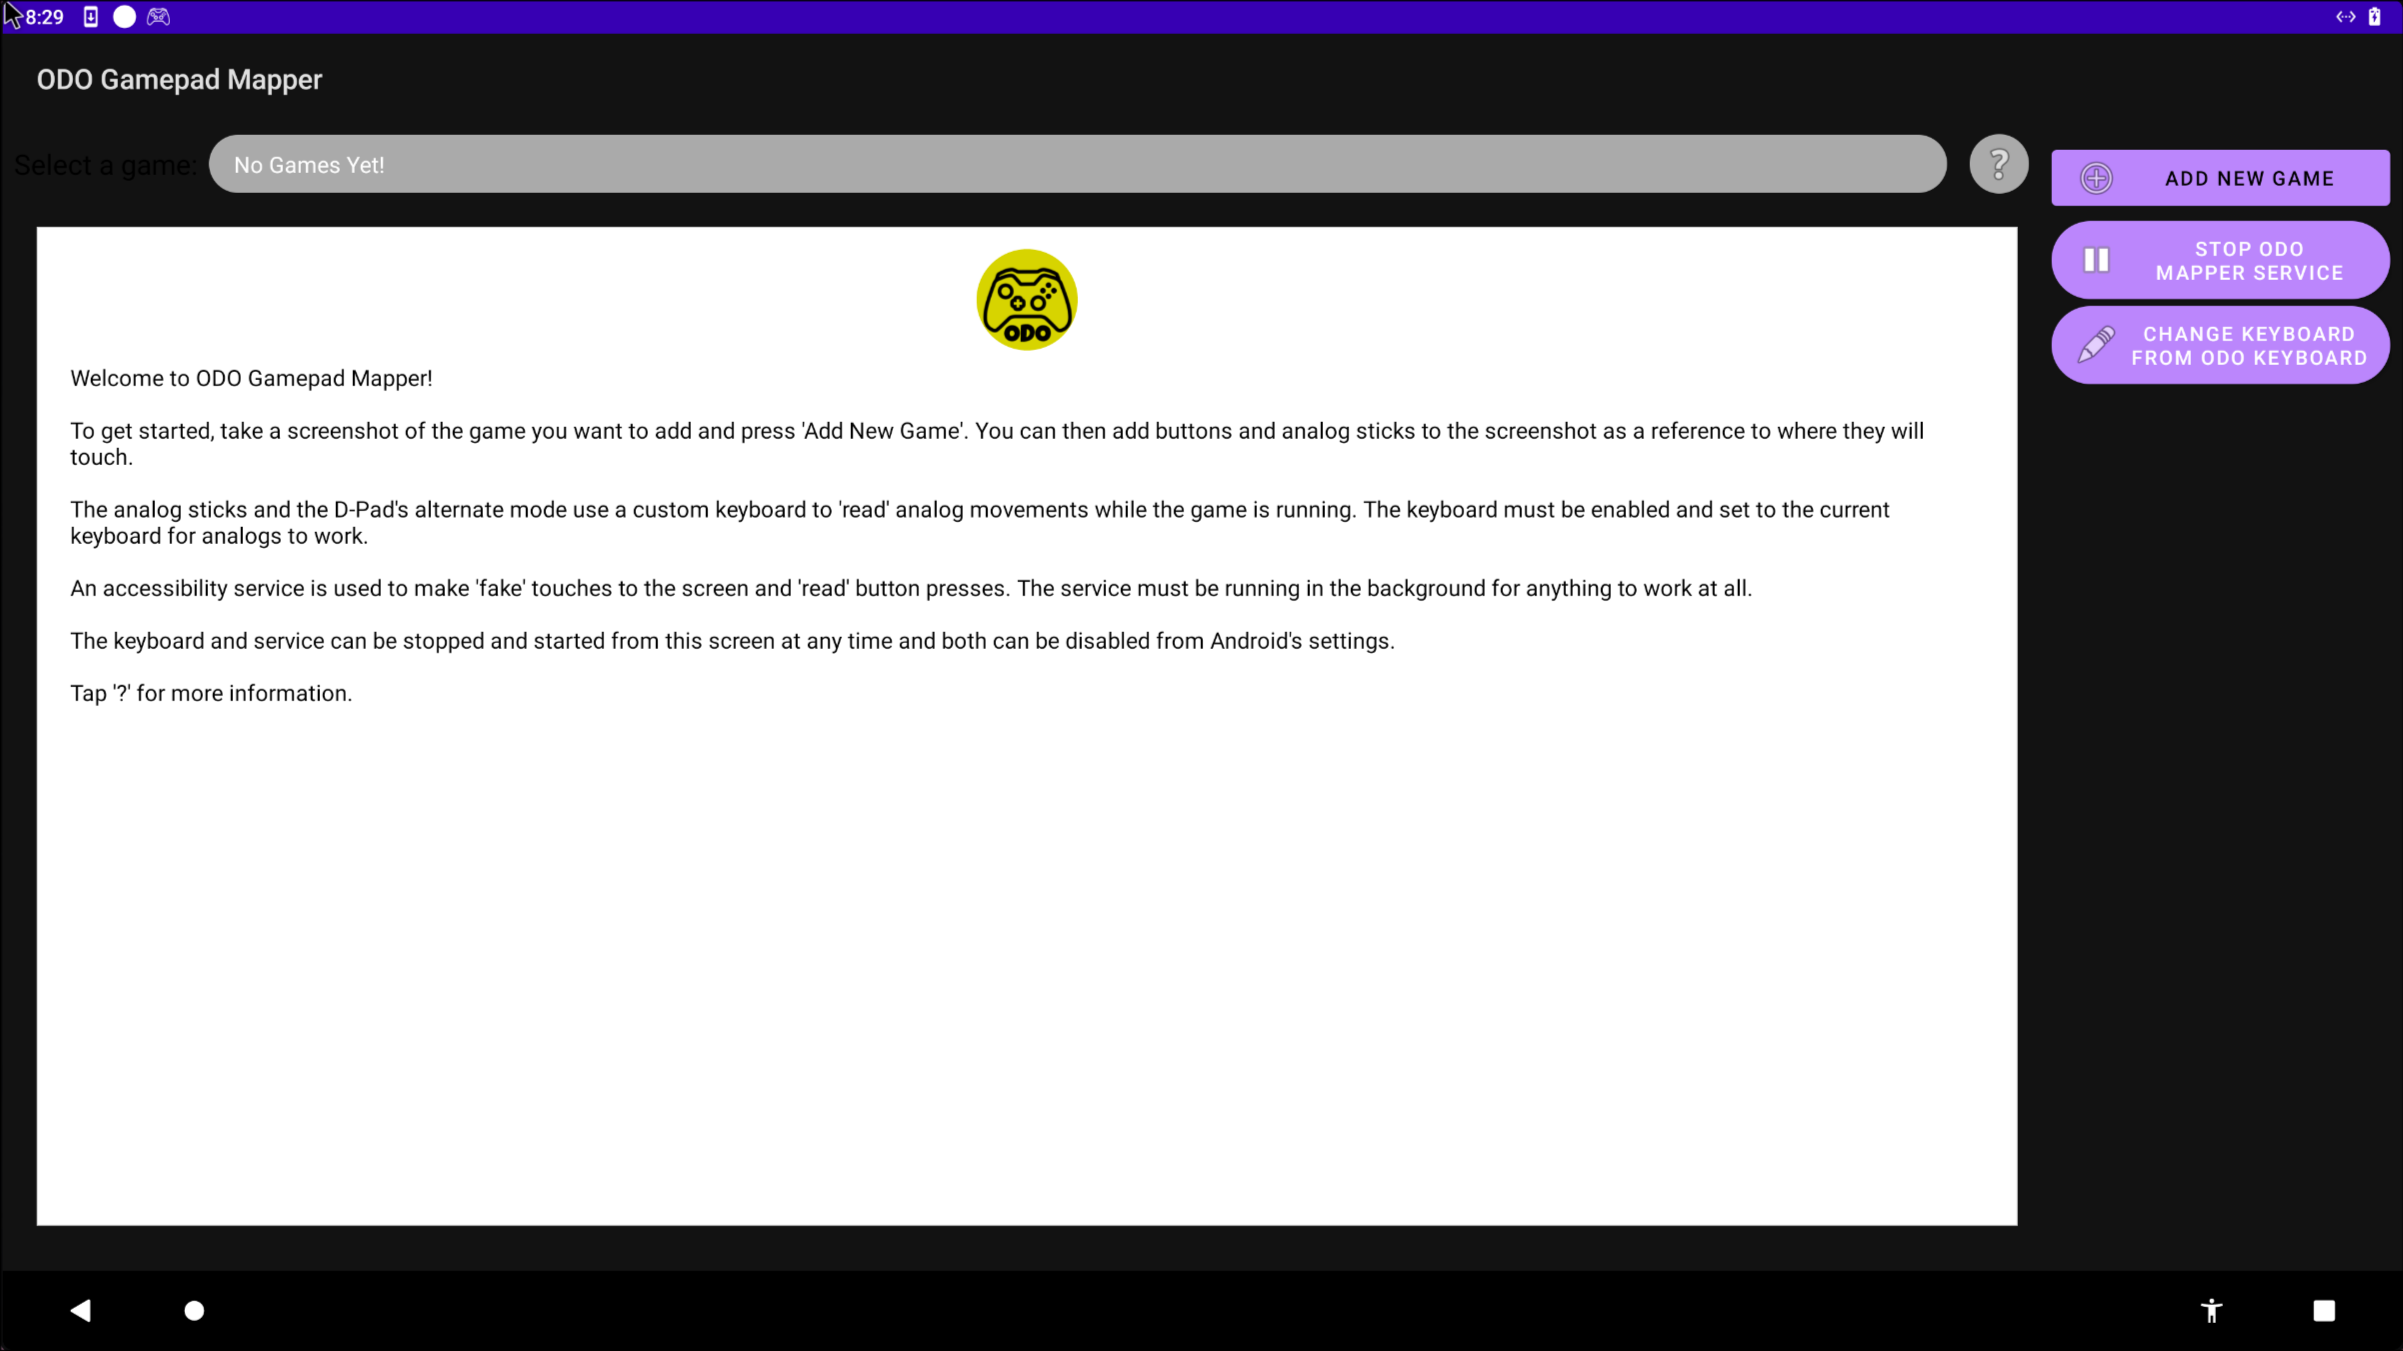 8:29
ODO Gamepad Mapper
Select a game:
No Games Yet!
?
ADD NEW GAME
STOP ODO
MAPPER SERVICE
CHANGE KEYBOARD
FROM ODO KEYBOARD
ODO
Welcome to ODO Gamepad Mapper!
To get started, take a screenshot of the game you want to add and press 'Add New Game'. You can then add buttons and analog sticks to the screenshot as a reference to where they will
touch.
The analog sticks and the D-Pad's alternate mode use a custom keyboard to 'read' analog movements while the game is running. The keyboard must be enabled and set to the current
keyboard for analogs to work.
An accessibility service is used to make 'fake' touches to the screen and 'read' button presses. The service must be running in the background for anything to work at all.
The keyboard and service can be stopped and started from this screen at any time and both can be disabled from Android's settings.
Tap '?' for more information.